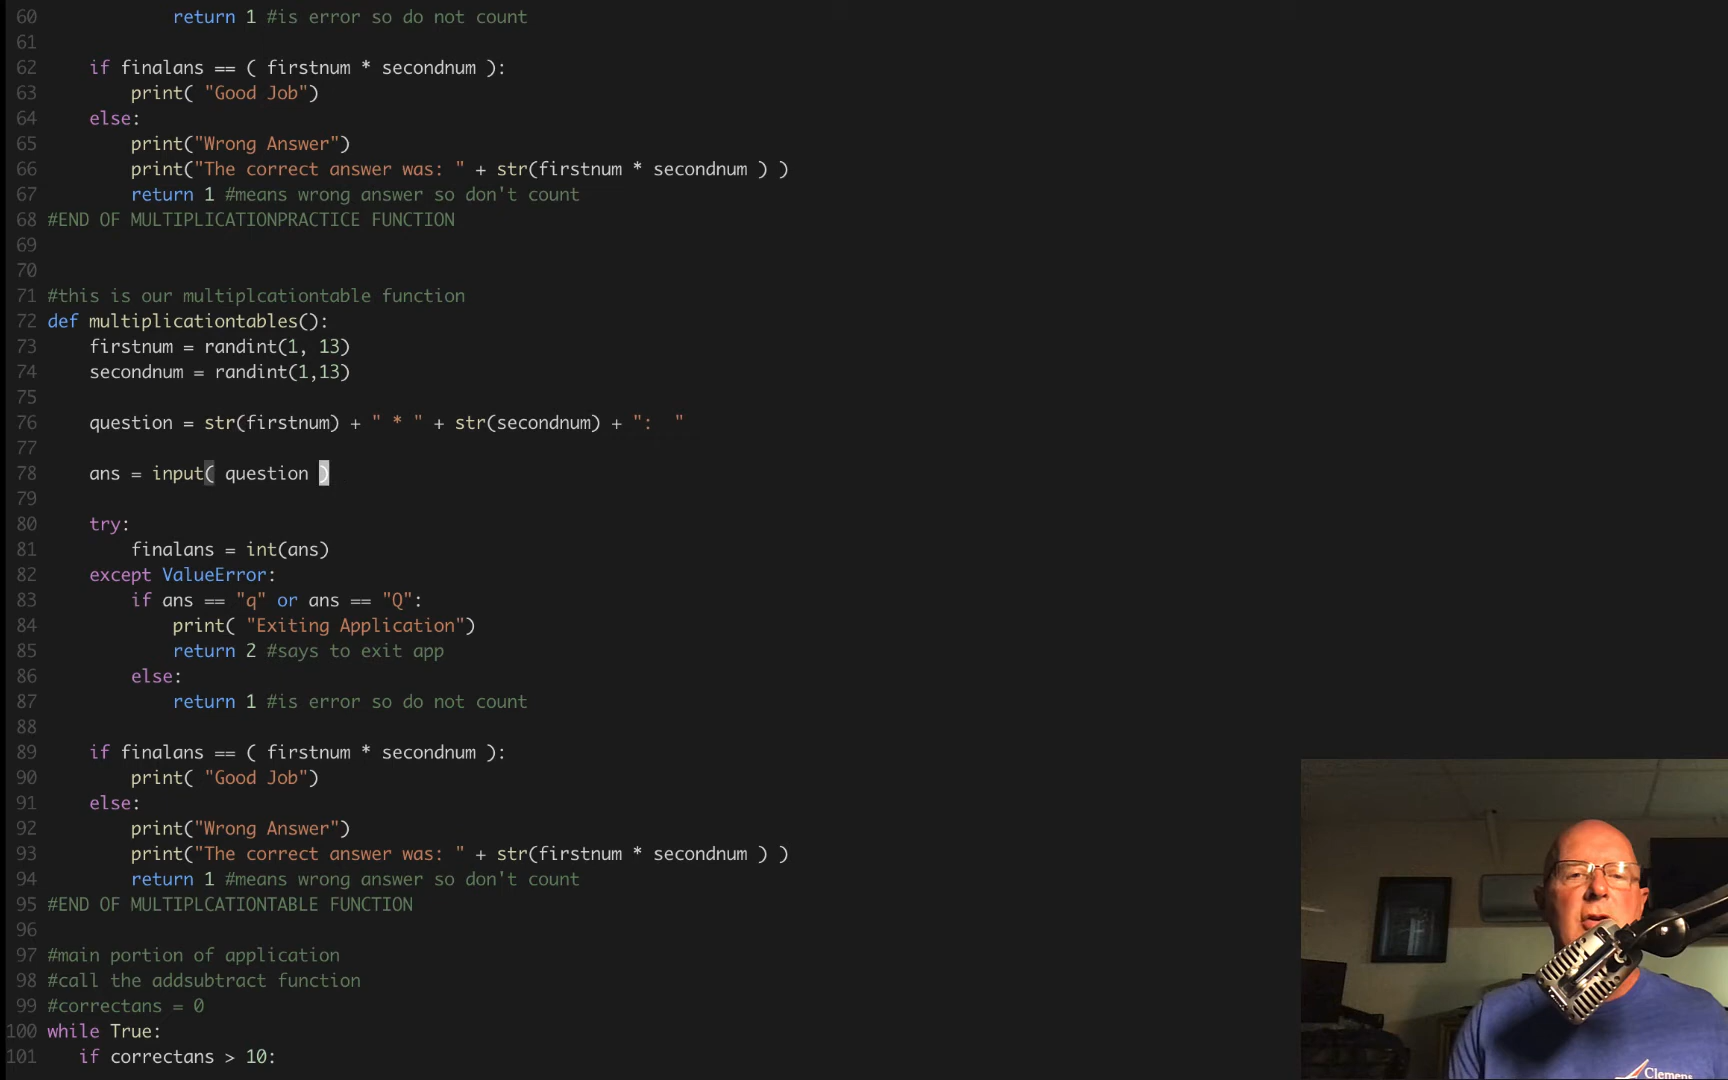 60 return 1 #is error so do not count
61
62 if finalans == ( firstnum * secondnum ):
63 print( "Good Job")
64 else:
65 print("Wrong Answer")
66 print("The correct answer was: " + str(firstnum * secondnum ) )
67 return 1 #means wrong answer so don't count
68 #END OF MULTIPLICATIONPRACTICE FUNCTION
69
70
71 #this is our multiplcationtable function
72 def multiplicationtables():
73 firstnum = randint(1, 13)
74 secondnum = randint(1,13)
75
76 question = str(firstnum) + " * " + str(secondnum) + ":  "
77
78 ans = input( question )
79
80 try:
81 finalans = int(ans)
82 except ValueError:
83 if ans == "q" or ans == "Q":
84 print( "Exiting Application")
85 return 2 #says to exit app
86 else:
87 return 1 #is error so do not count
88
89 if finalans == ( firstnum * secondnum ):
90 print( "Good Job")
91 else:
92 print("Wrong Answer")
93 print("The correct answer was: " + str(firstnum * secondnum ) )
94 return 1 #means wrong answer so don't count
95 #END OF MULTIPLCATIONTABLE FUNCTION
96
97 #main portion of application
98 #call the addsubtract function
99 #correctans = 0
100 while True:
101 if correctans > 10:
Clemens